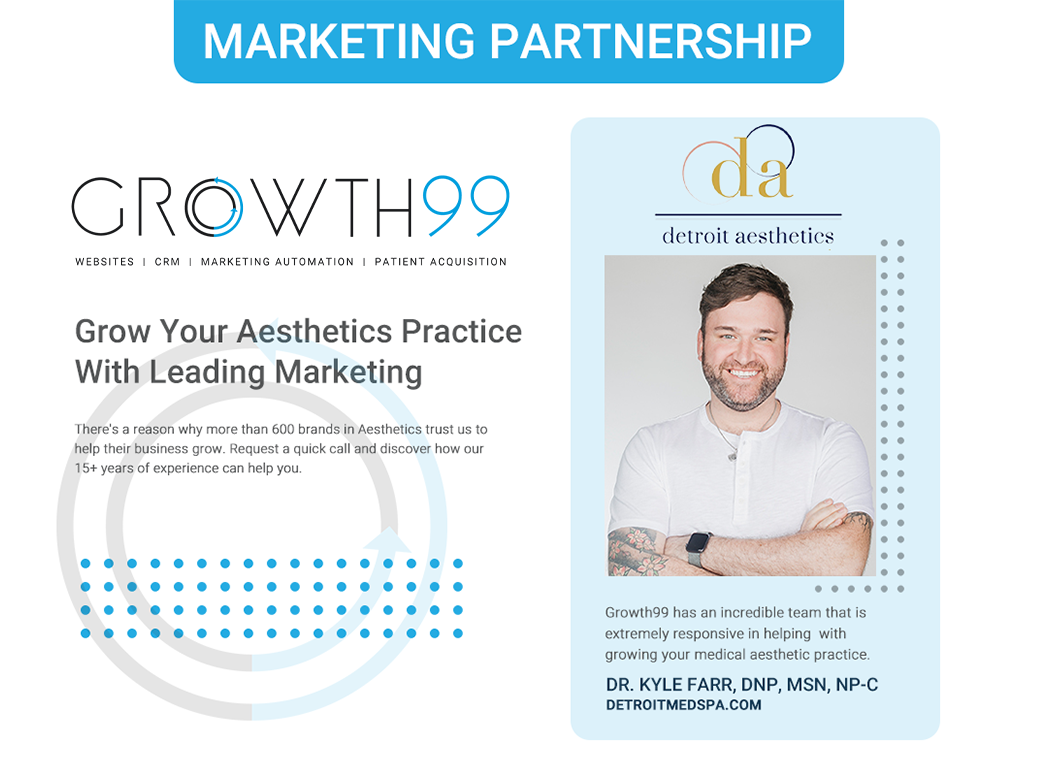 MARKETING PARTNERSHIP
GROWTH99
WEBSITES | CRM | MARKETING AUTOMATION | PATIENT ACQUISITION
Grow Your Aesthetics Practice
With Leading Marketing
There's a reason why more than 600 brands in Aesthetics trust us to
help their business grow. Request a quick call and discover how our
15+ years of experience can help you.
da
detroit aesthetics
Growth99 has an incredible team that is
extremely responsive in helping with
growing your medical aesthetic practice.
DR. KYLE FARR, DNP, MSN, NP-C
DETROITMEDSPA.COM